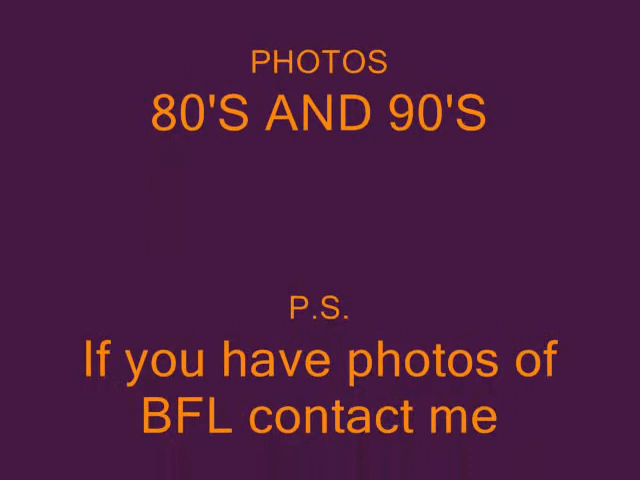 PHOTOS
80'S AND 90'S
P.S.
If you have photos of
BFL contact me